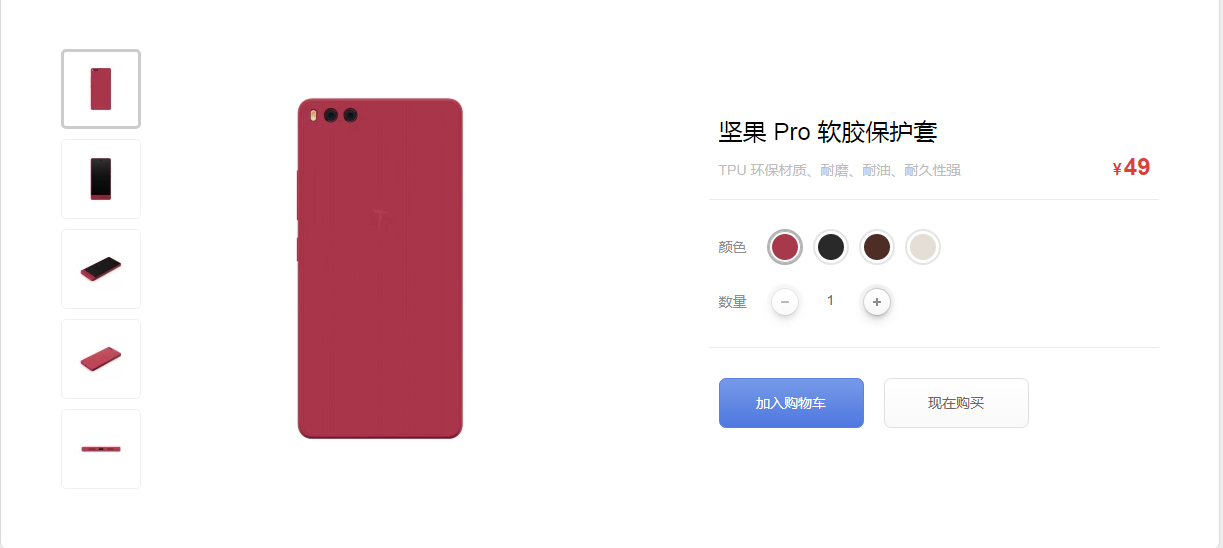 坚果 Pro 软胶保护套
TPU 环保材质、耐磨、耐油、耐久性强
¥49
颜色
数量
1
加入购物车
现在购买